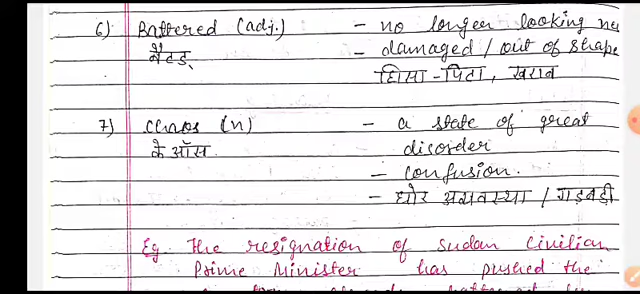 6) Battered (adj.) - no longer looking new
बैटर्ड - damaged / out of shape
घिसा-पिटा, खराब
7) Chaos (n) - a state of great
केऑस disorder
- confusion.
- घोर अव्यवस्था / गड़बड़ी
Eg. The resignation of Sudan Civilian
Prime Minister has pushed the